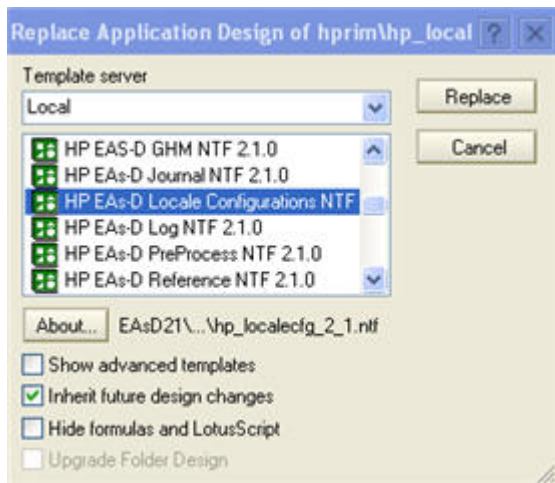 Replace Application Design of hprim\hp_local
Template server
Local
Replace
Cancel
HP EAS-D GHM NTF 2.1.0
HP EAs-D Journal NTF 2.1.0
HP EAs-D Locale Configurations NTF
HP EAs-D Log NTF 2.1.0
HP EAs-D PreProcess NTF 2.1.0
HP EAs-D Reference NTF 2.1.0
About... EAsD21\...\hp_localecfg_2_1.ntf
Show advanced templates
Inherit future design changes
Hide formulas and LotusScript
Upgrade Folder Design